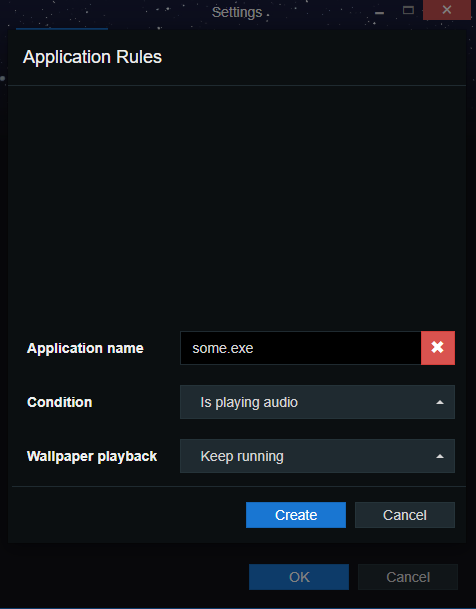 Settings
Application Rules
Application name some.exe
Condition Is playing audio
Wallpaper playback Keep running
Create Cancel
OK Cancel